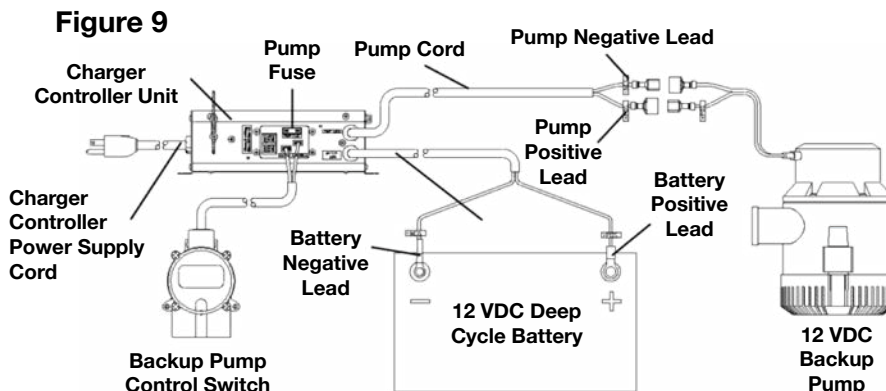 Figure 9
Charger
Controller Unit
Pump
Fuse
Pump Cord
Pump Negative Lead
Pump
Positive
Lead
Charger
Controller
Power Supply
Cord
Battery
Negative
Lead
Battery
Positive
Lead
12 VDC Deep
Cycle Battery
Backup Pump
Control Switch
12 VDC
Backup
Pump